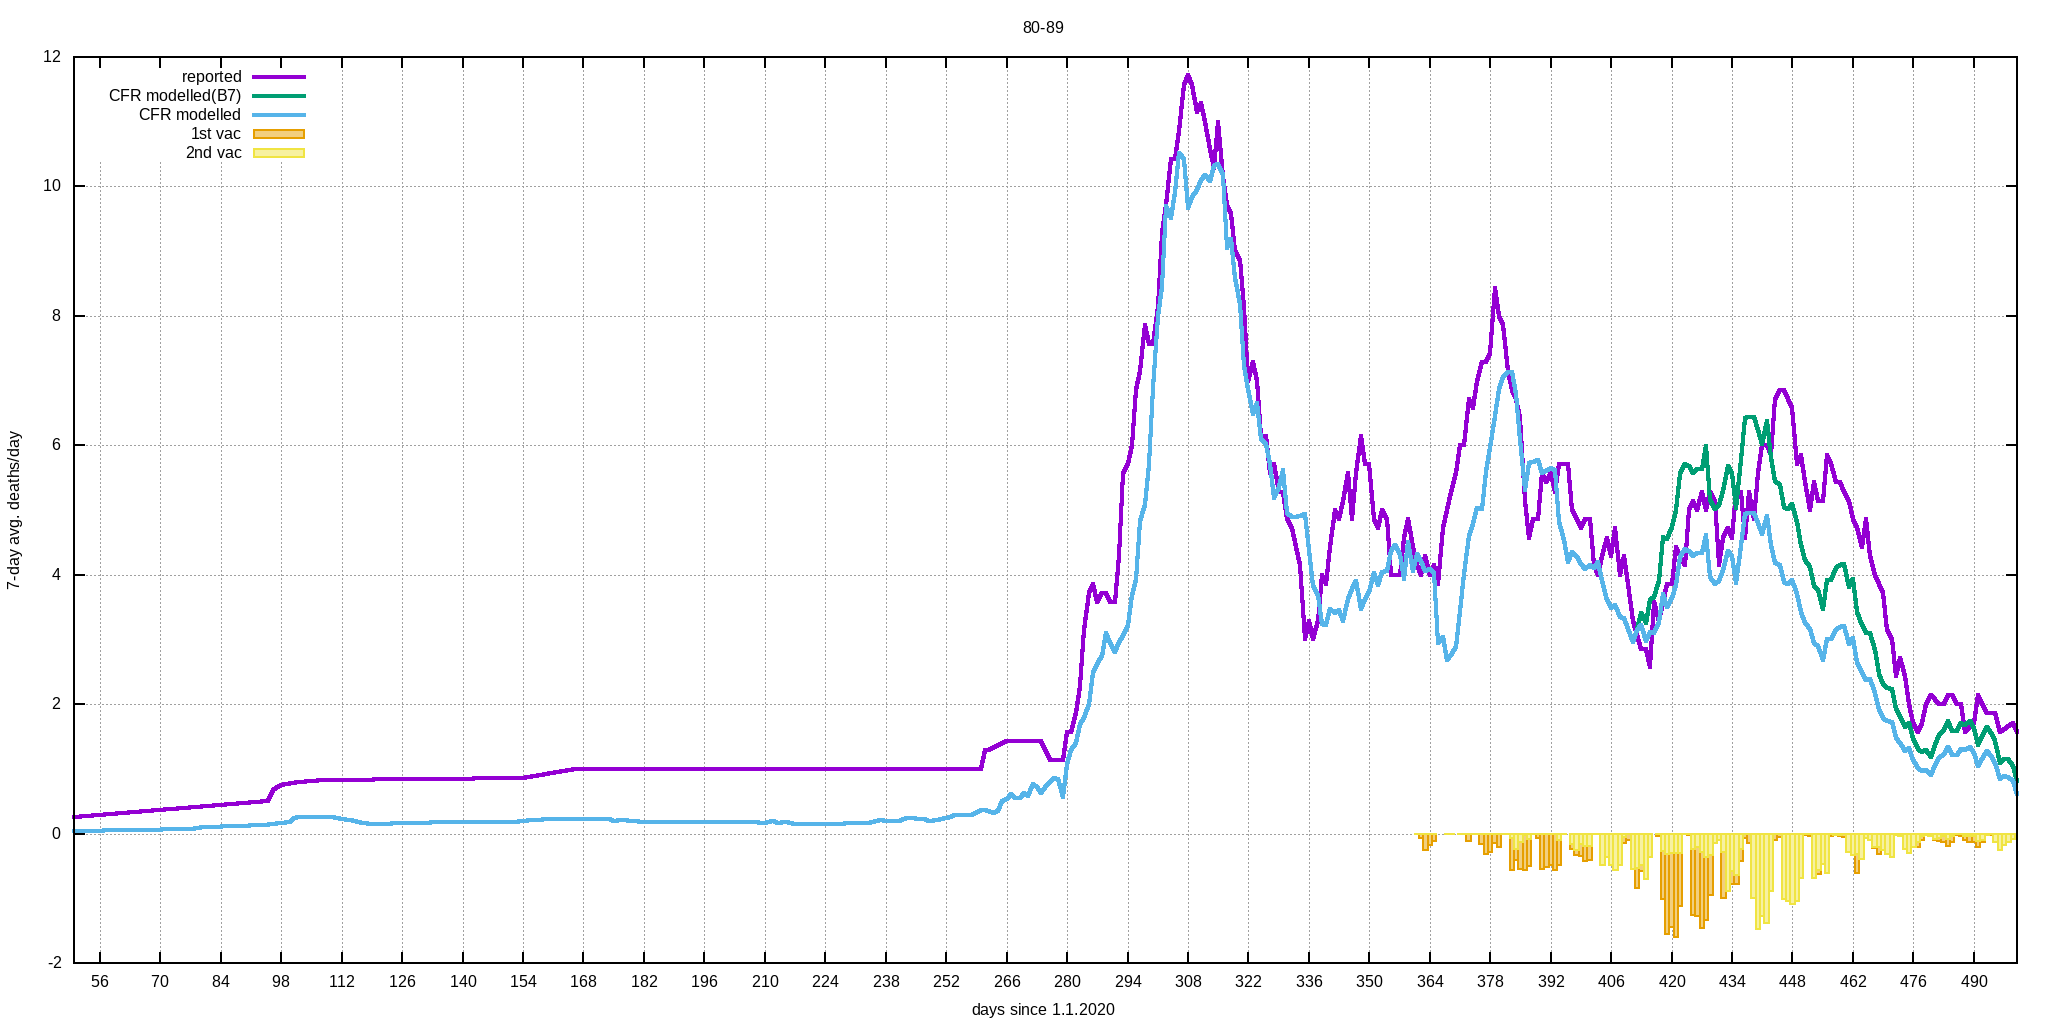 80-89
12
10
8
6
4
2
0
-2
7-day avg. deaths/day
reported
CFR modelled(B7)
CFR modelled
1st vac
2nd vac
56 70 84 98 112 126 140 154 168 182 196 210 224 238 252 266 280 294 308 322 336 350 364 378 392 406 420 434 448 462 476 490
days since 1.1.2020